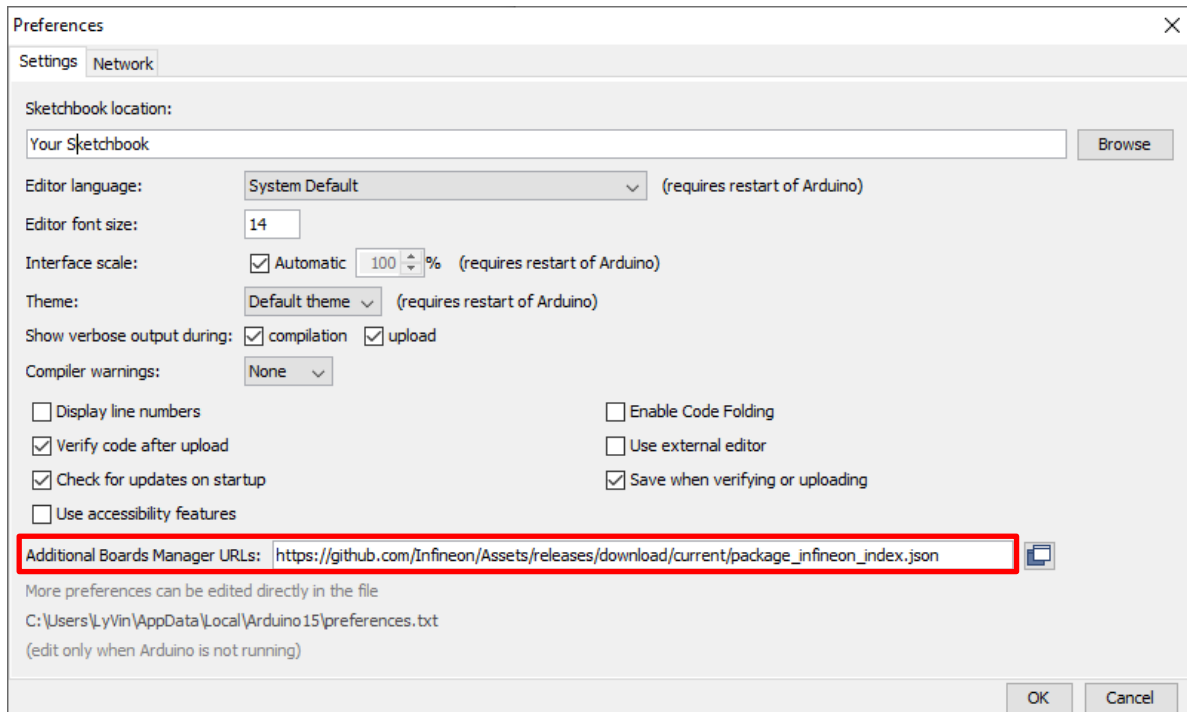 Preferences
Settings Network
Sketchbook location:
Your Sketchbook Browse
Editor language: System Default (requires restart of Arduino)
Editor font size: 14
Interface scale: Automatic 100 % (requires restart of Arduino)
Theme: Default theme (requires restart of Arduino)
Show verbose output during: compilation upload
Compiler warnings: None
Display line numbers Enable Code Folding
Verify code after upload Use external editor
Check for updates on startup Save when verifying or uploading
Use accessibility features
Additional Boards Manager URLs: https://github.com/Infineon/Assets/releases/download/current/package_infineon_index.json
More preferences can be edited directly in the file
C:\Users\LyVin\AppData\Local\Arduino15\preferences.txt
(edit only when Arduino is not running)
OK Cancel